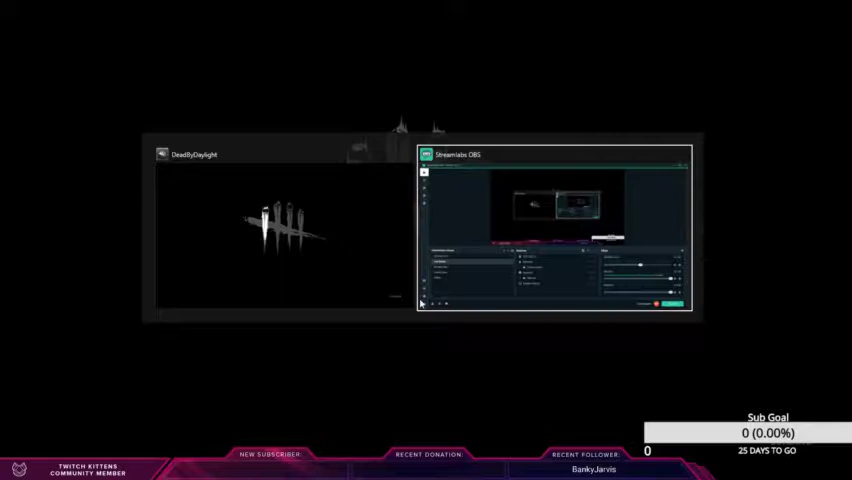 DeadByDaylight
Streamlabs OBS
Sub Goal
0 (0.00%)
0
25 DAYS TO GO
TWITCH KITTENS
COMMUNITY MEMBER
NEW SUBSCRIBER:
RECENT DONATION:
RECENT FOLLOWER:
BankyJarvis